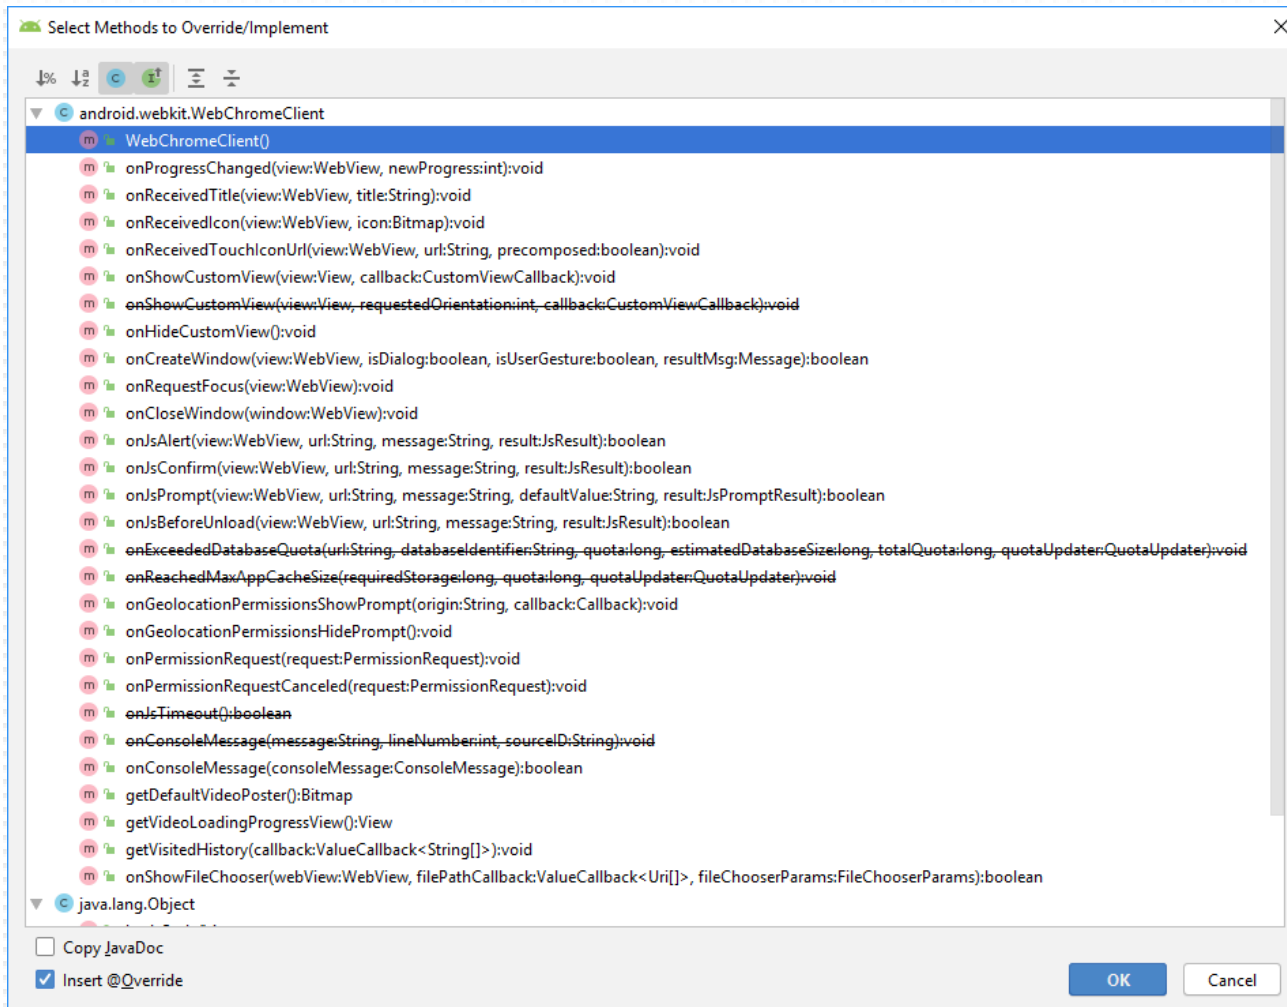 Select Methods to Override/Implement
android.webkit.WebChromeClient
WebChromeClient()
onProgressChanged(view:WebView, newProgress:int):void
onReceivedTitle(view:WebView, title:String):void
onReceivedIcon(view:WebView, icon:Bitmap):void
onReceivedTouchIconUrl(view:WebView, url:String, precomposed:boolean):void
onShowCustomView(view:View, callback:CustomViewCallback):void
onShowCustomView(view:View, requestedOrientation:int, callback:CustomViewCallback):void
onHideCustomView():void
onCreateWindow(view:WebView, isDialog:boolean, isUserGesture:boolean, resultMsg:Message):boolean
onRequestFocus(view:WebView):void
onCloseWindow(window:WebView):void
onJsAlert(view:WebView, url:String, message:String, result:JsResult):boolean
onJsConfirm(view:WebView, url:String, message:String, result:JsResult):boolean
onJsPrompt(view:WebView, url:String, message:String, defaultValue:String, result:JsPromptResult):boolean
onJsBeforeUnload(view:WebView, url:String, message:String, result:JsResult):boolean
onExceededDatabaseQuota(url:String, databaseIdentifier:String, quota:long, estimatedDatabaseSize:long, totalQuota:long, quotaUpdater:QuotaUpdater):void
onReachedMaxAppCacheSize(requiredStorage:long, quota:long, quotaUpdater:QuotaUpdater):void
onGeolocationPermissionsShowPrompt(origin:String, callback:Callback):void
onGeolocationPermissionsHidePrompt():void
onPermissionRequest(request:PermissionRequest):void
onPermissionRequestCanceled(request:PermissionRequest):void
onJsTimeout():boolean
onConsoleMessage(message:String, lineNumber:int, sourceID:String):void
onConsoleMessage(consoleMessage:ConsoleMessage):boolean
getDefaultVideoPoster():Bitmap
getVideoLoadingProgressView():View
getVisitedHistory(callback:ValueCallback<String[]>):void
onShowFileChooser(webView:WebView, filePathCallback:ValueCallback<Uri[]>, fileChooserParams:FileChooserParams):boolean
java.lang.Object
Copy JavaDoc
Insert @Override
OK Cancel